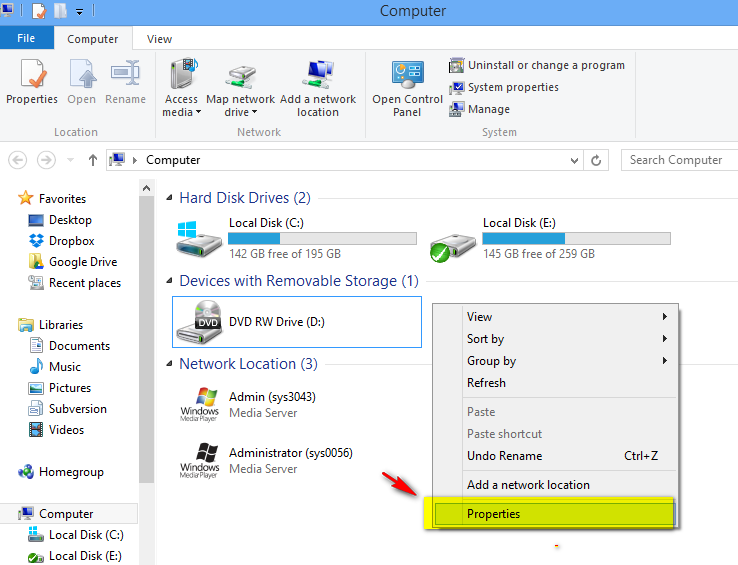 Computer
File Computer View
Properties Open Rename Access media Map network drive Add a network location Open Control Panel
Uninstall or change a program
System properties
Manage
Location Network System
Computer Search Computer
Favorites
Desktop
Dropbox
Google Drive
Recent places
Libraries
Documents
Music
Pictures
Subversion
Videos
Homegroup
Computer
Local Disk (C:)
Local Disk (E:)
Hard Disk Drives (2)
Local Disk (C:)
142 GB free of 195 GB
Local Disk (E:)
145 GB free of 259 GB
Devices with Removable Storage (1)
DVD
DVD RW Drive (D:)
Network Location (3)
Windows
MediaPlayer
Admin (sys3043)
Media Server
Windows
MediaPlayer
Administrator (sys0056)
Media Server
View
Sort by
Group by
Refresh
Paste
Paste shortcut
Undo Rename Ctrl+Z
Add a network location
Properties